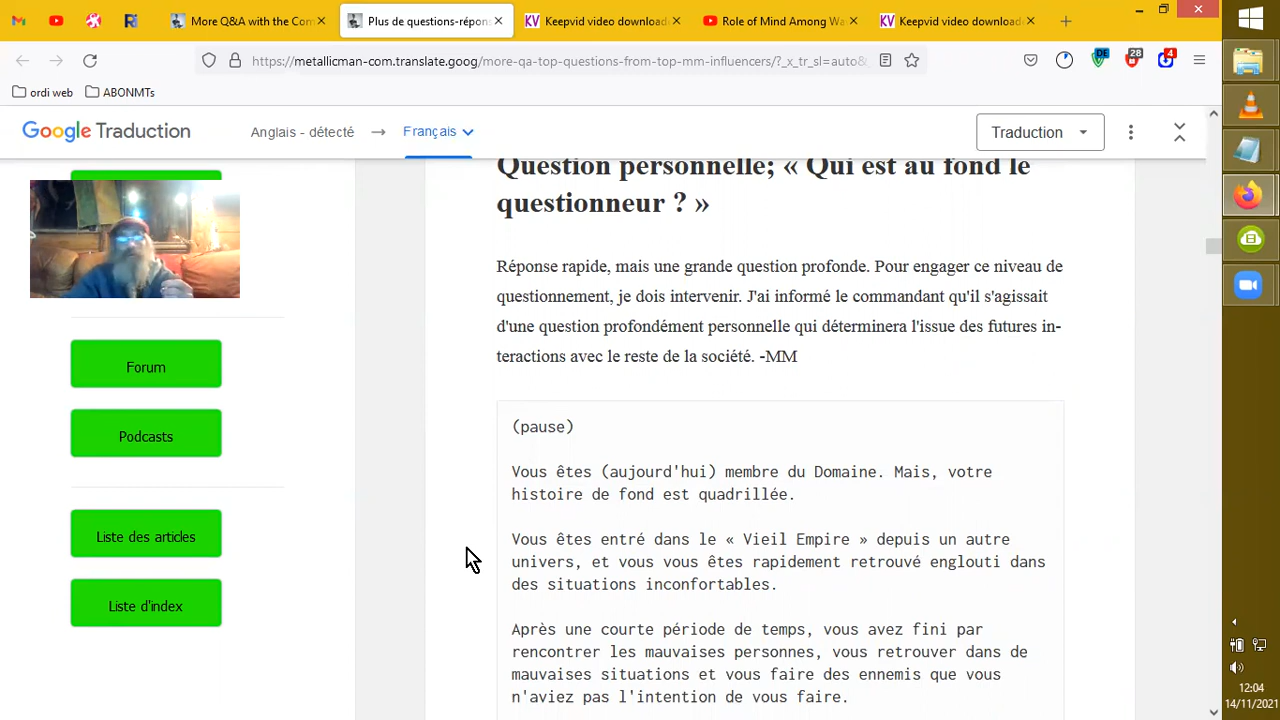 More Q&A with the Com
Plus de questions-répons
Keepvid video download
Role of Mind Among Wa
Keepvid video download
https://metallicman-com.translate.goog/more-qa-top-questions-from-top-mm-influencers/?_x_tr_sl=auto&
DE
28
4
ordi web
ABONMTs
Google Traduction
Anglais - détecté
Français
Traduction
Question personnelle; « Qui est au fond le
questionneur ? »
Réponse rapide, mais une grande question profonde. Pour engager ce niveau de
questionnement, je dois intervenir. J'ai informé le commandant qu'il s'agissait
d'une question profondément personnelle qui déterminera l'issue des futures in-
teractions avec le reste de la société. -MM
Forum
Podcasts
Liste des articles
Liste d'index
(pause)
Vous êtes (aujourd'hui) membre du Domaine. Mais, votre
histoire de fond est quadrillée.
Vous êtes entré dans le « Vieil Empire » depuis un autre
univers, et vous vous êtes rapidement retrouvé englouti dans
des situations inconfortables.
Après une courte période de temps, vous avez fini par
rencontrer les mauvaises personnes, vous retrouver dans de
mauvaises situations et vous faire des ennemis que vous
n'aviez pas l'intention de vous faire.
12:04
14/11/2021